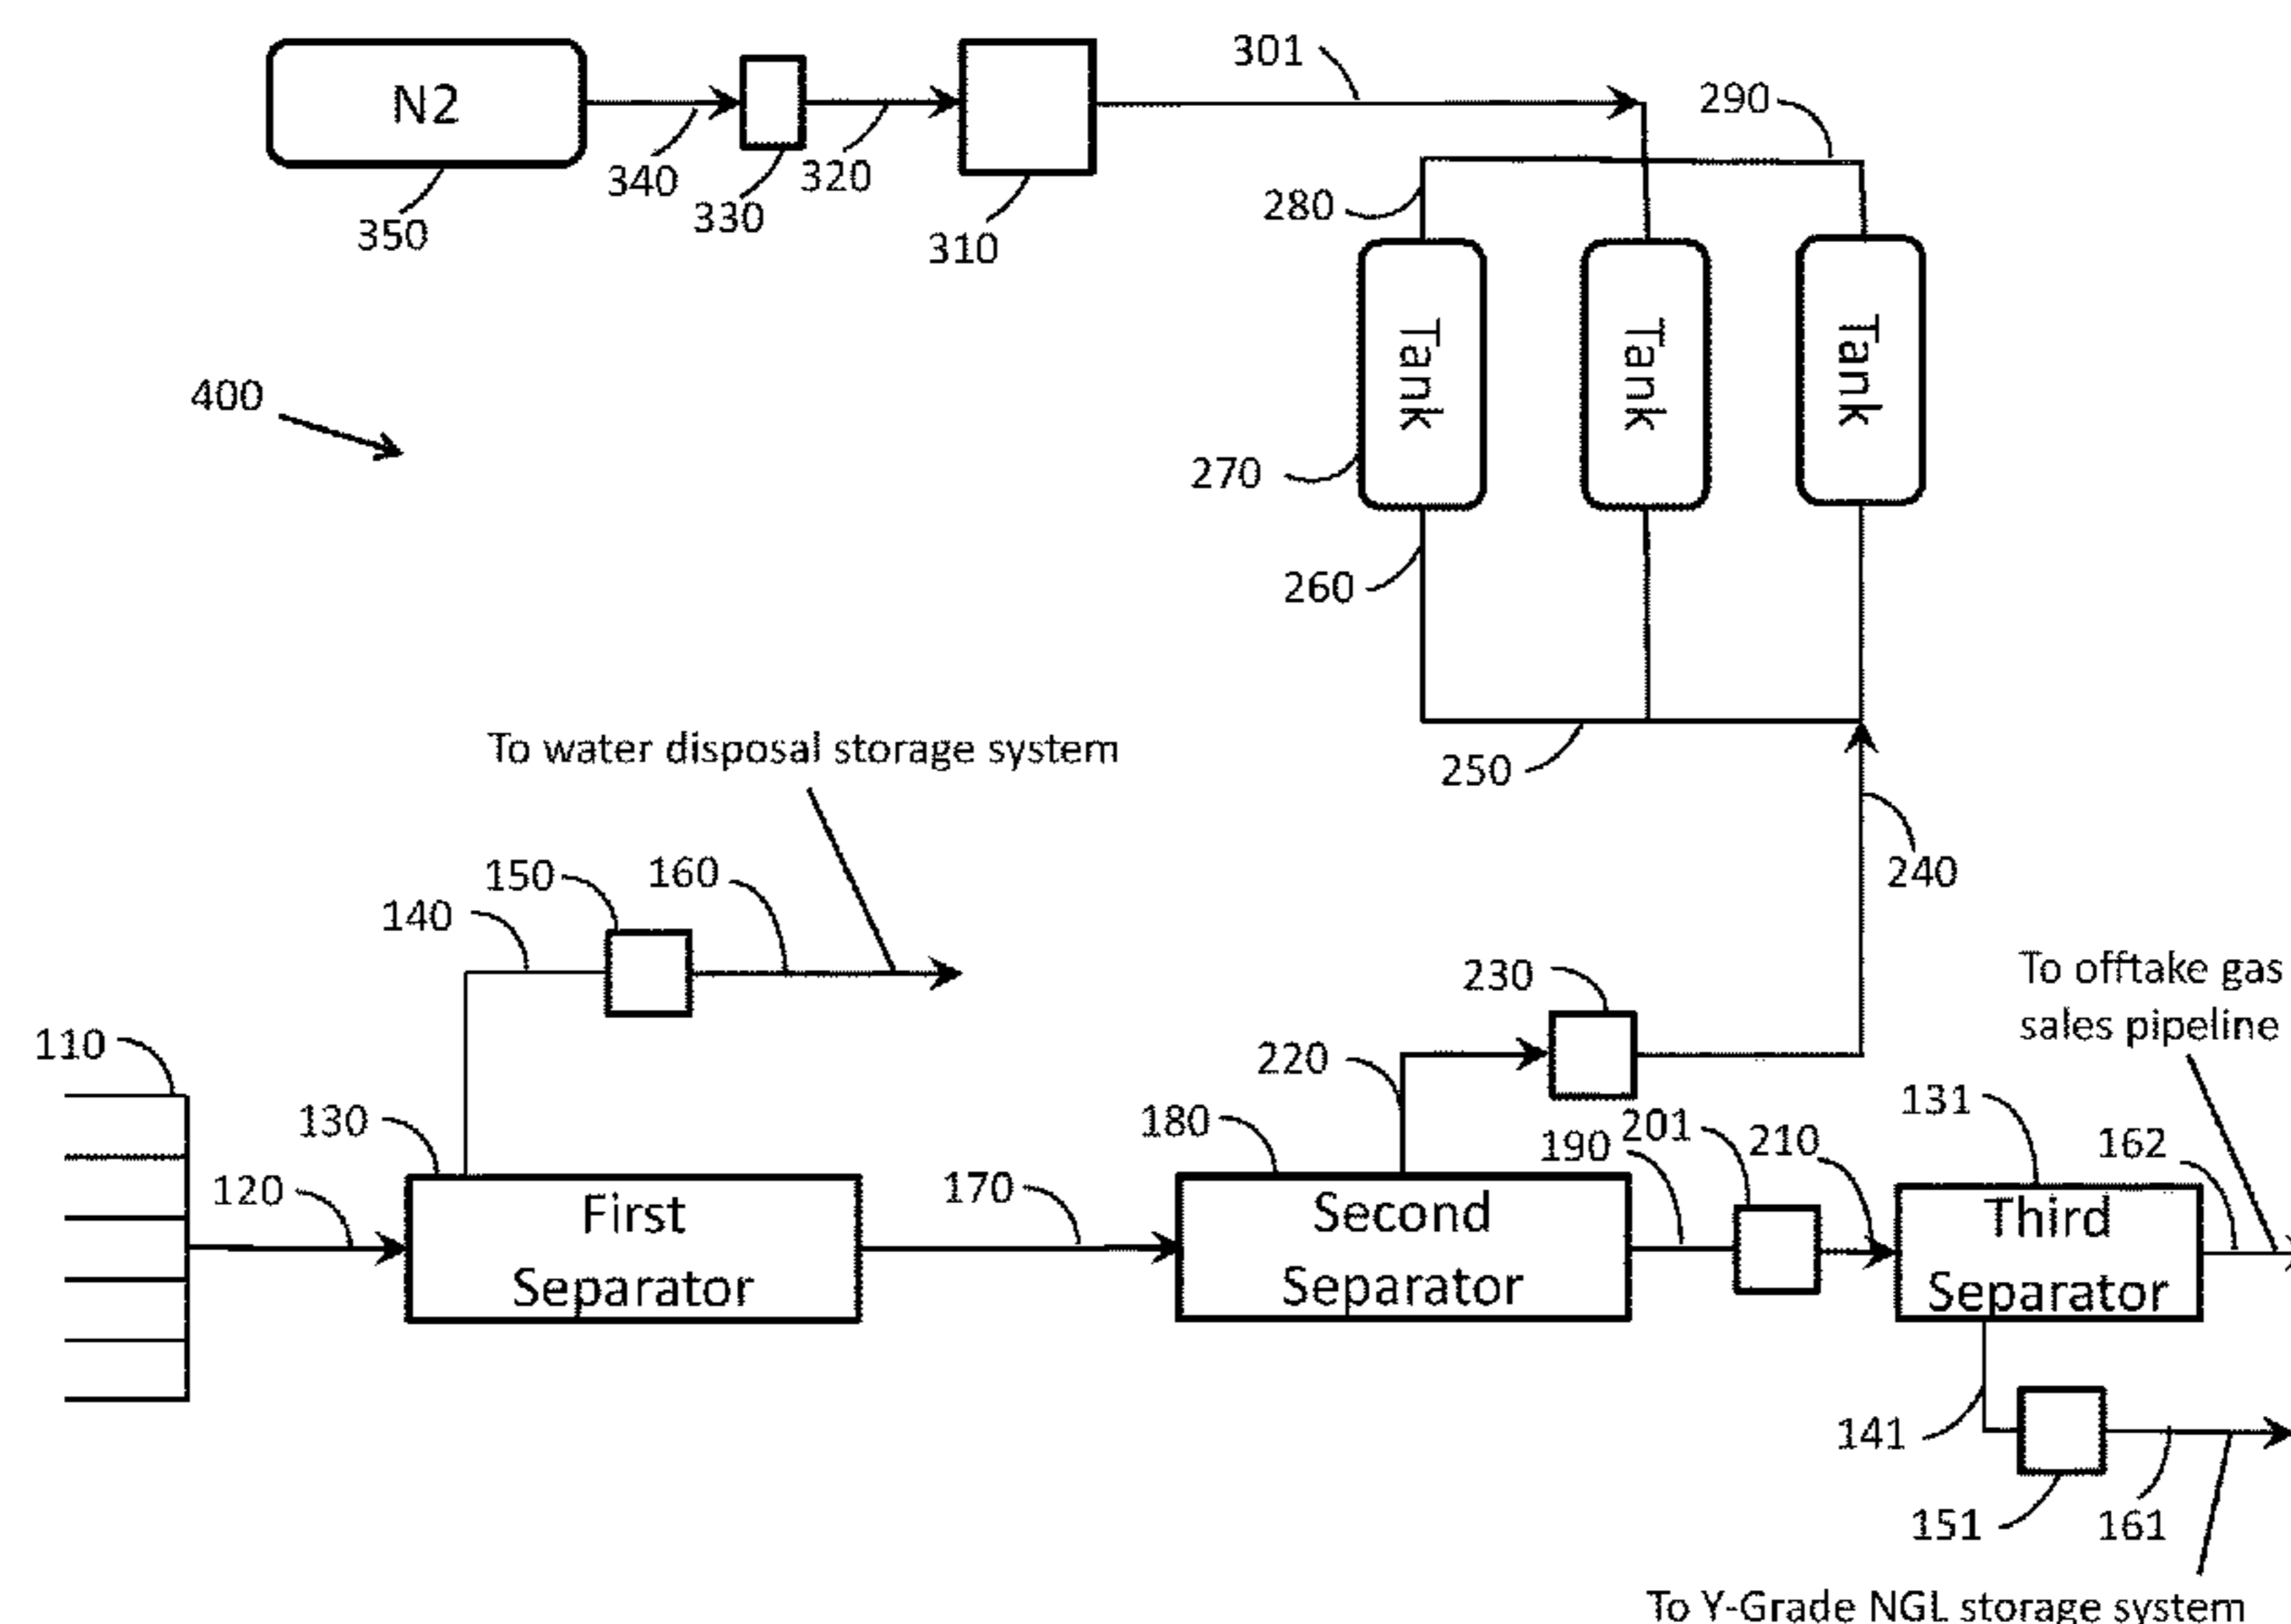 301
290
N2
340
320
330
350
310
280
400
Tank
Tank
Tank
270
260
To water disposal storage system
250
240
150
160
140
230
To offtake gas
sales pipeline
110
220
130
180
131
201
210
190
162
120
170
First
Separator
Second
Separator
Third
Separator
141
151
161
To Y-Grade NGL storage system